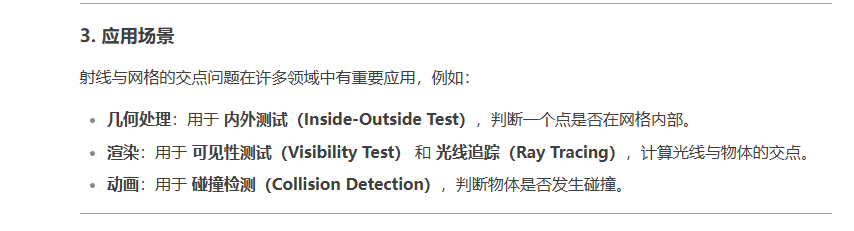 3. 应用场景
射线与网格的交点问题在许多领域中有重要应用，例如：
• 几何处理：用于 内外测试（Inside-Outside Test），判断一个点是否在网格内部。
• 渲染：用于 可见性测试（Visibility Test） 和 光线追踪（Ray Tracing），计算光线与物体的交点。
• 动画：用于 碰撞检测（Collision Detection），判断物体是否发生碰撞。